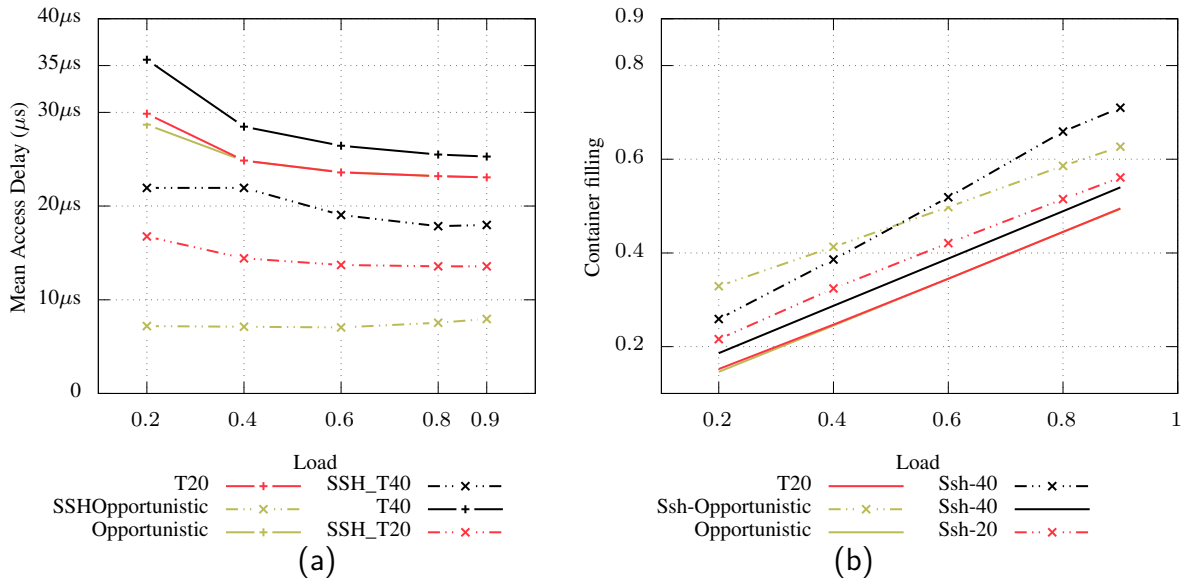 40μs
35μs
30μs
25μs
20μs
10μs
0
Mean Access Delay (μs)
0.2 0.4 0.6 0.8 0.9
Load
T20 SSH_T40
SSHOpportunistic T40
Opportunistic SSH_T20
(a)
0.9
0.8
0.6
0.4
0.2
Container filling
0.2 0.4 0.6 0.8 1
Load
T20 Ssh-40
Ssh-Opportunistic Ssh-40
Opportunistic Ssh-20
(b)